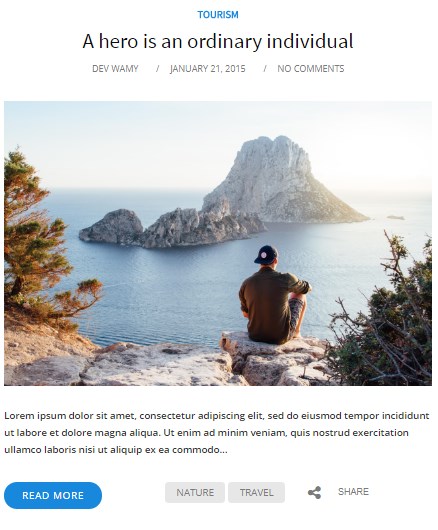 TOURISM
A hero is an ordinary individual
DEV WAMY / JANUARY 21, 2015 / NO COMMENTS
Lorem ipsum dolor sit amet, consectetur adipiscing elit, sed do eiusmod tempor incididunt
ut labore et dolore magna aliqua. Ut enim ad minim veniam, quis nostrud exercitation
ullamco laboris nisi ut aliquip ex ea commodo...
READ MORE NATURE TRAVEL SHARE